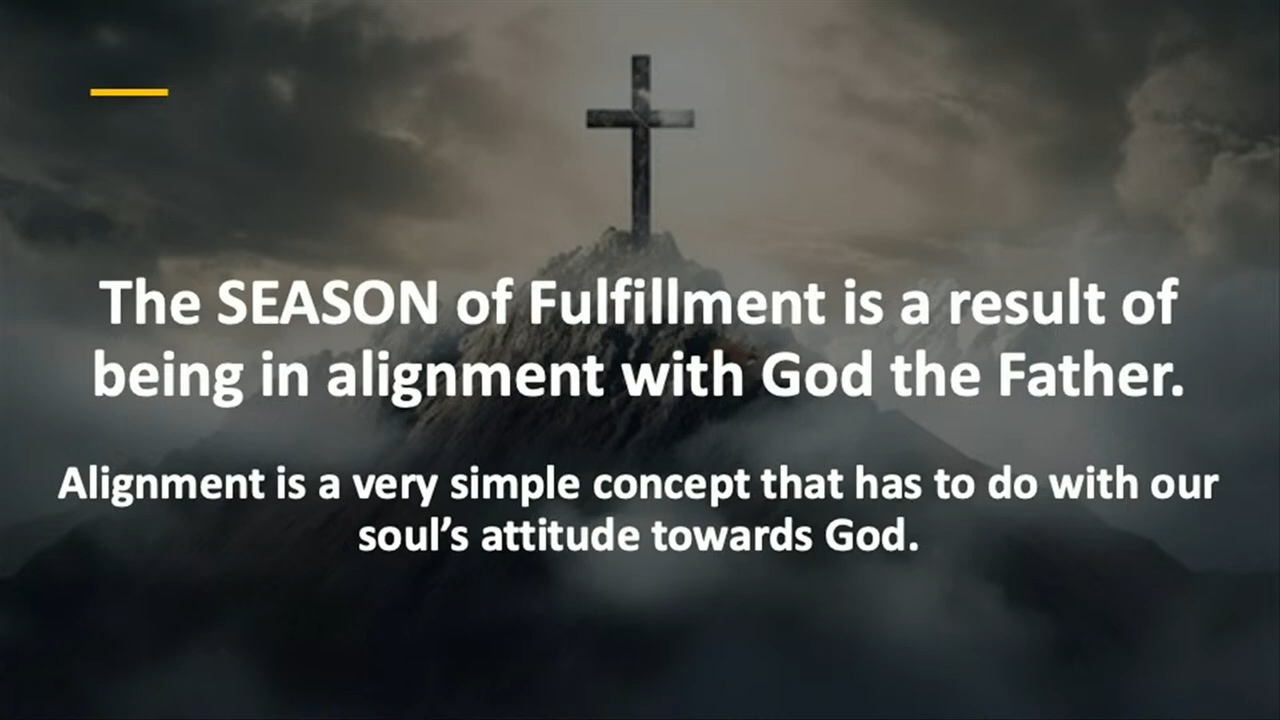 The SEASON of Fulfillment is a result of
being in alignment with God the Father.
Alignment is a very simple concept that has to do with our
soul’s attitude towards God.